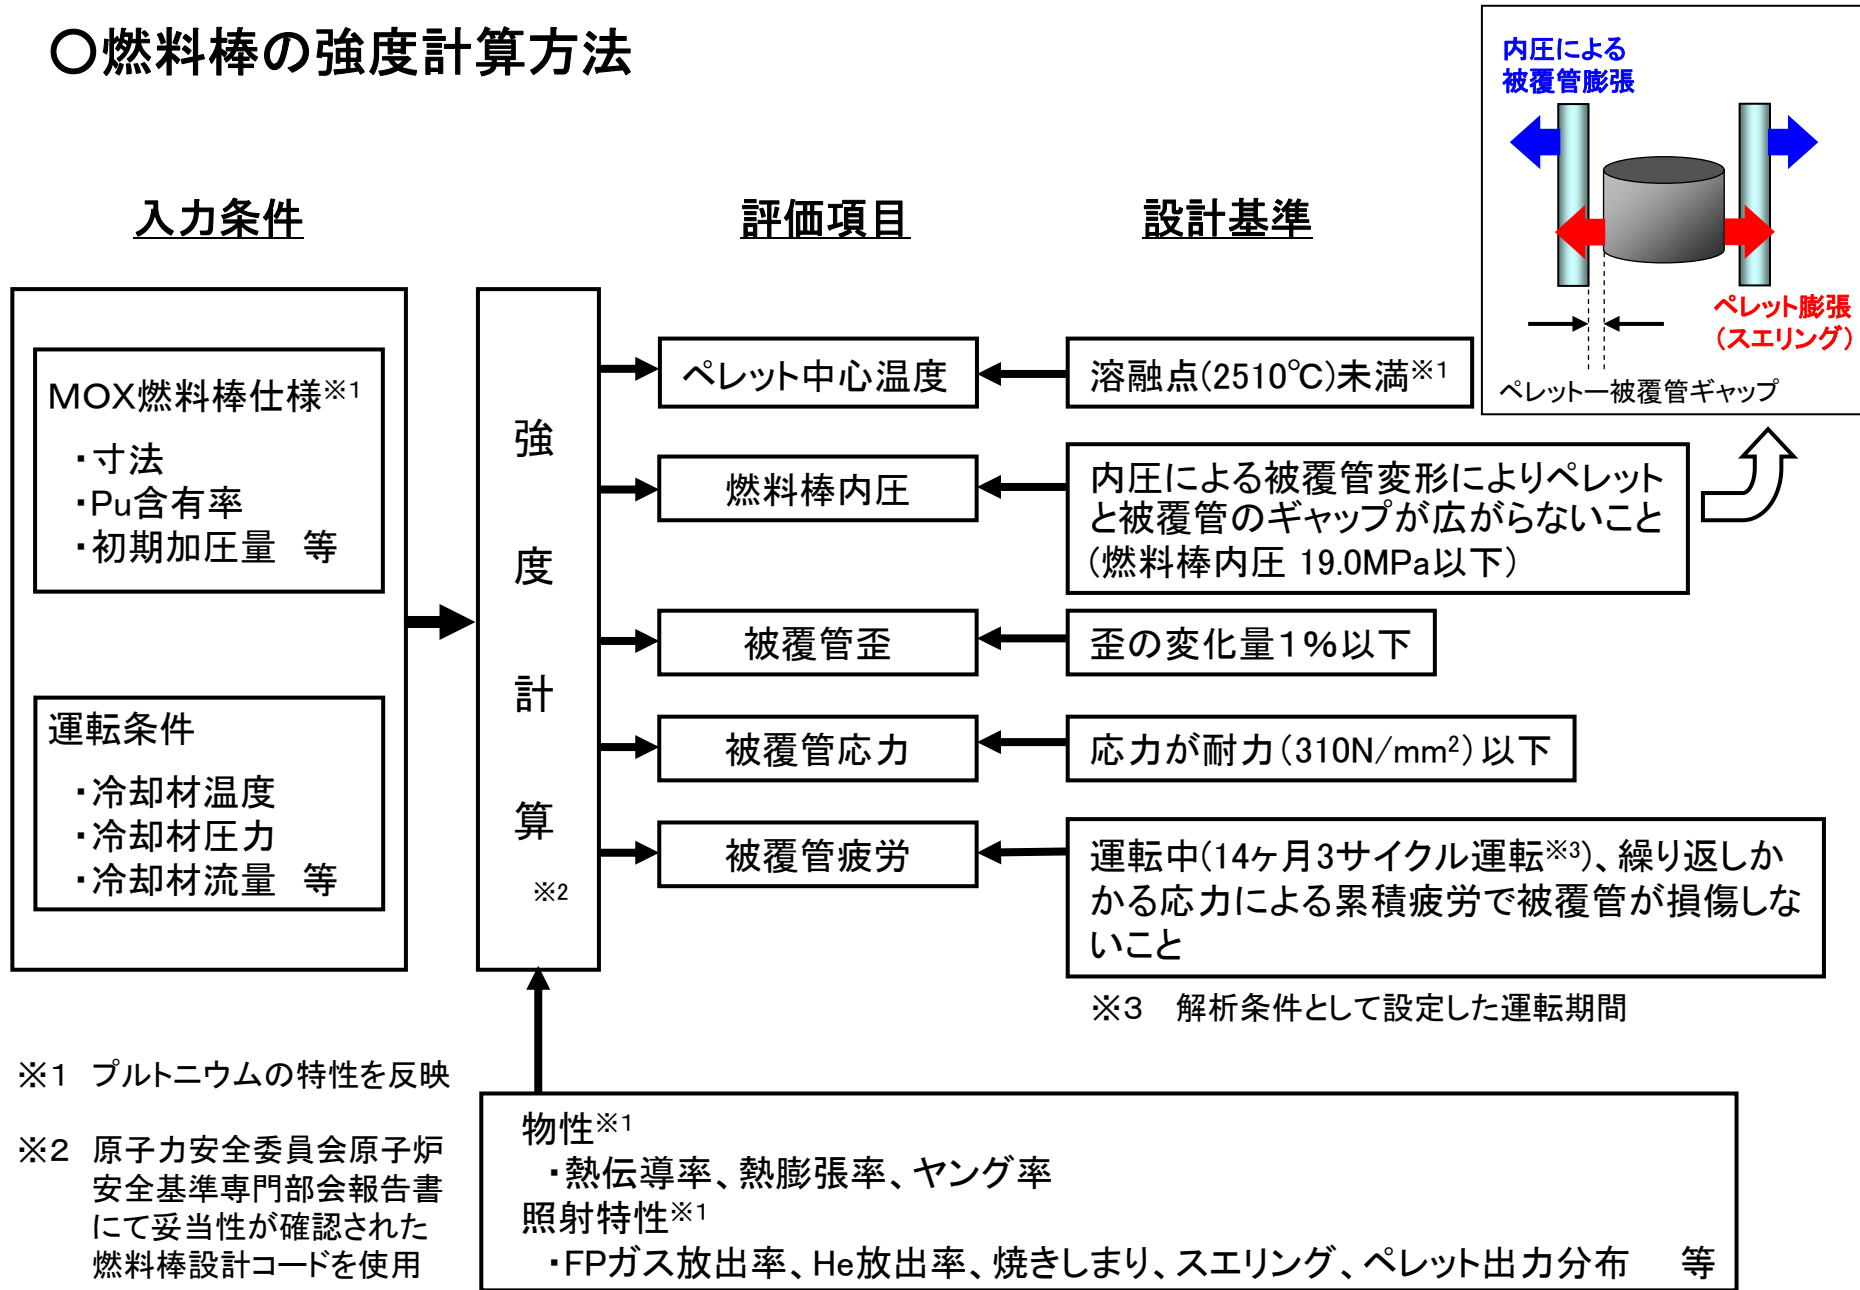 〇燃料棒の強度計算方法
入力条件
評価項目
設計基準
内圧による
被覆管膨張
ペレット膨張
(スエリング)
ペレットー被覆管ギャップ
MOX燃料棒仕様※1
・寸法
・Pu含有率
・初期加圧量 等
運転条件
・冷却材温度
・冷却材圧力
・冷却材流量 等
強
度
計
算
※2
ペレット中心温度
溶融点(2510℃)未満※1
燃料棒内圧
内圧による被覆管変形によりペレット
と被覆管のギャップが広がらないこと
(燃料棒内圧 19.0MPa以下)
被覆管歪
歪の変化量1%以下
被覆管応力
応力が耐力(310N/mm²)以下
被覆管疲労
運転中(14ヶ月3サイクル運転※3)、繰り返しか
かる応力による累積疲労で被覆管が損傷しな
いこと
※3 解析条件として設定した運転期間
※1 プルトニウムの特性を反映
※2 原子力安全委員会原子炉
安全基準専門部会報告書
にて妥当性が確認された
燃料棒設計コードを使用
物性※1
・熱伝導率、熱膨張率、ヤング率
照射特性※1
・FPガス放出率、He放出率、焼きしまり、スエリング、ペレット出力分布 等